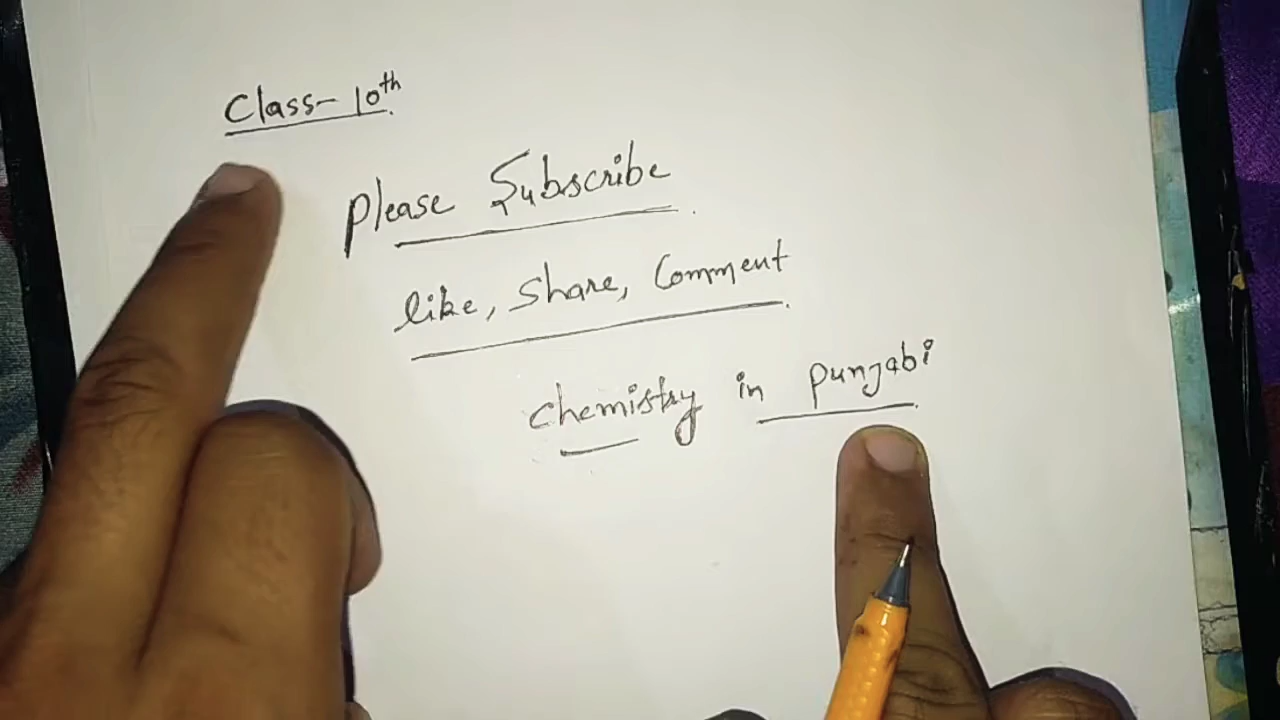 Class-10th.
Please Subscribe.
like, Share, Comment.
chemistry in punjabi.